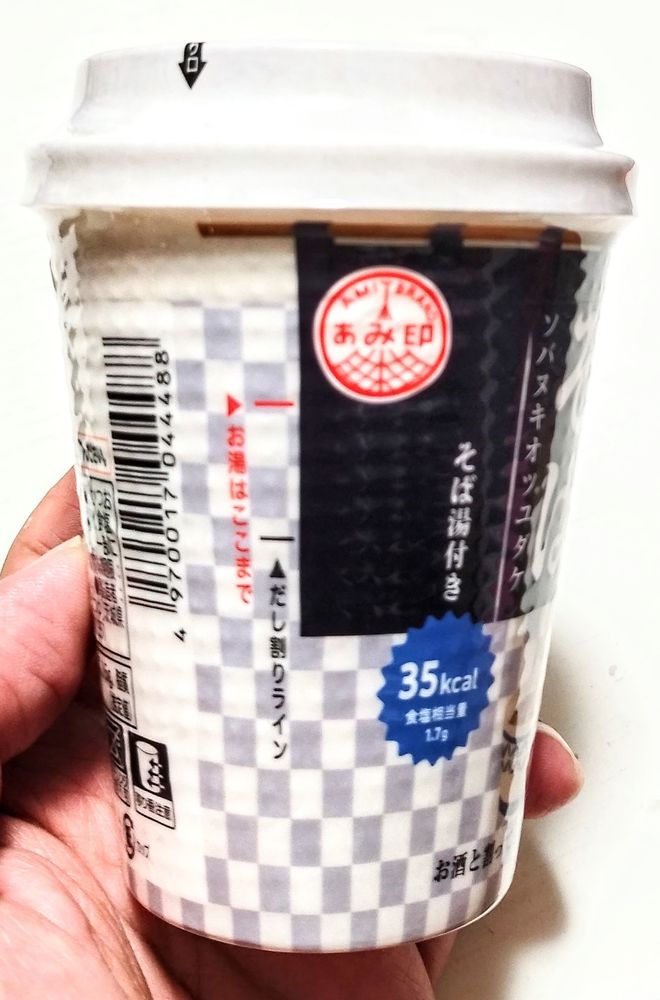 AMI BRAND
あみ印
ソバヌキオツユダケ
そば湯付き
お湯はここまで
だし割りライン
35kcal
食塩相当量
1.7g
お酒と割っ
4970017044488